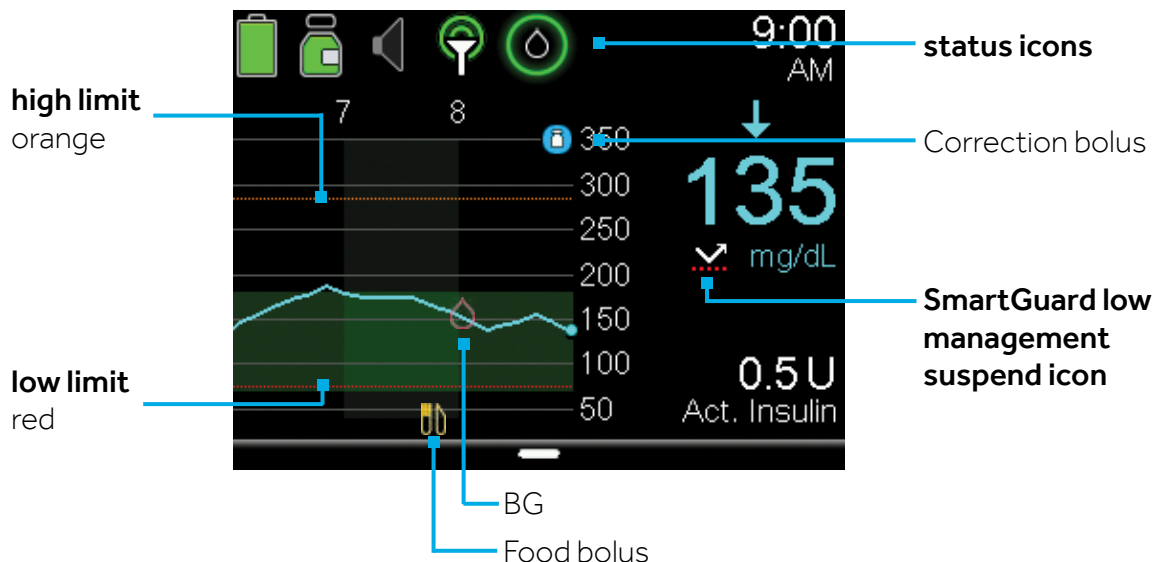 9:00
AM
status icons
high limit
orange
7
8
350
Correction bolus
300
135
250
mg/dL
200
SmartGuard low
management
suspend icon
150
100
0.5 U
low limit
red
50
Act. Insulin
BG
Food bolus